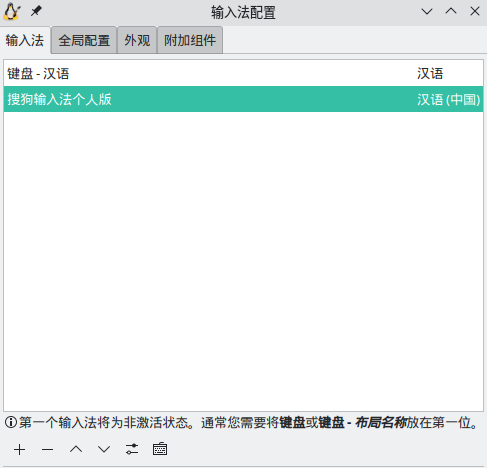 输入法配置
输入法 全局配置 外观 附加组件
键盘 - 汉语 汉语
搜狗输入法个人版 汉语 (中国)
第一个输入法将为非激活状态。通常您需要将键盘或键盘 - 布局名称放在第一位。